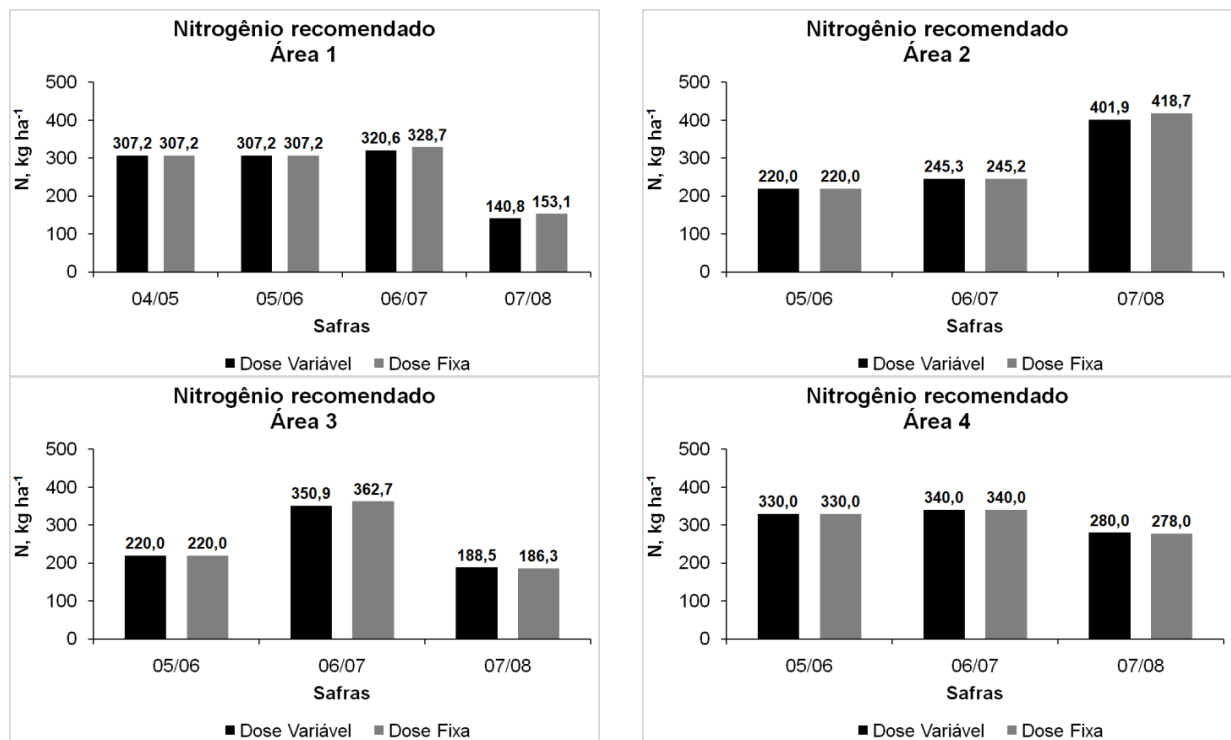 Nitrogênio recomendado
Área 1
N, kg ha⁻¹
500
400
300
200
100
0
307,2 307,2
307,2 307,2
320,6 328,7
140,8 153,1
04/05 05/06 06/07 07/08
Safras
Dose Variável Dose Fixa
Nitrogênio recomendado
Área 2
N, kg ha⁻¹
500
400
300
200
100
0
220,0 220,0
245,3 245,2
401,9 418,7
05/06 06/07 07/08
Safras
Dose Variável Dose Fixa
Nitrogênio recomendado
Área 3
N, kg ha⁻¹
500
400
300
200
100
0
220,0 220,0
350,9 362,7
188,5 186,3
05/06 06/07 07/08
Safras
Dose Variável Dose Fixa
Nitrogênio recomendado
Área 4
N, kg ha⁻¹
500
400
300
200
100
0
330,0 330,0
340,0 340,0
280,0 278,0
05/06 06/07 07/08
Safras
Dose Variável Dose Fixa